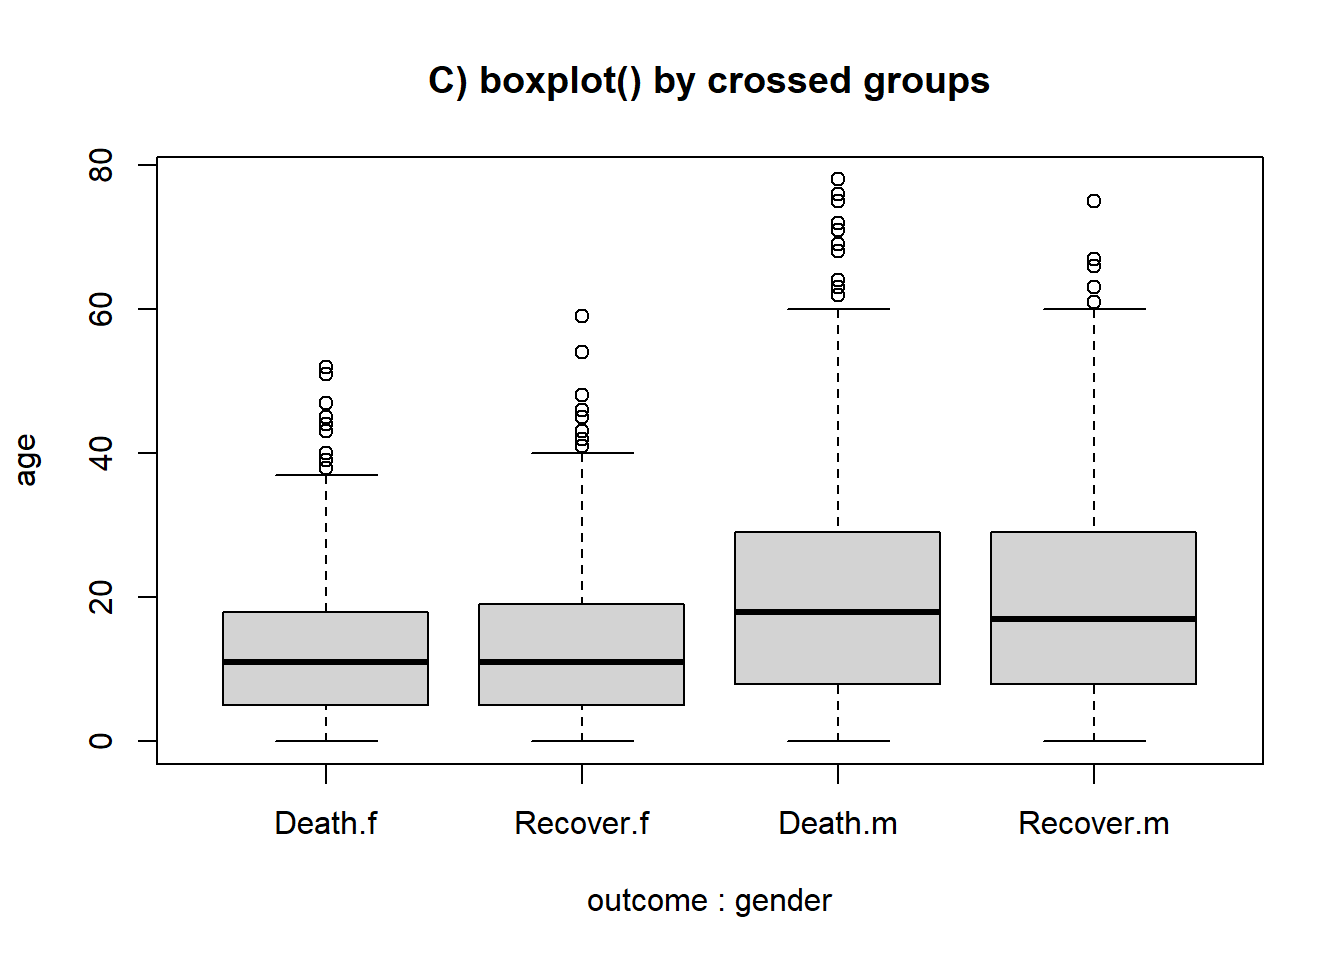 C) boxplot() by crossed groups
80
60
40
20
0
age
Death.f Recover.f Death.m Recover.m
outcome : gender